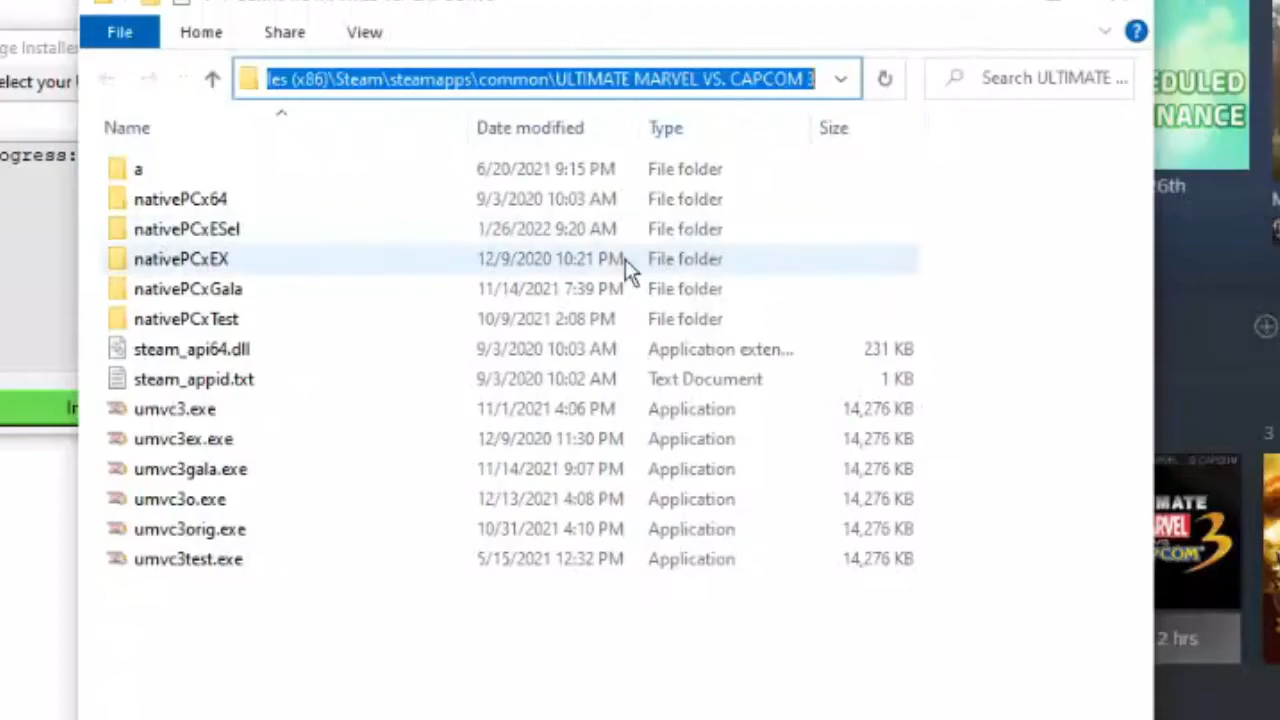 File Home Share View
ge Installer
elect your
les (x86)\Steam\steamapps\common\ULTIMATE MARVEL VS. CAPCOM 3
Search ULTIMATE ...
Name Date modified Type Size
ogress:
a 6/20/2021 9:15 PM File folder
nativePCx64 9/3/2020 10:03 AM File folder
nativePCxESel 1/26/2022 9:20 AM File folder
nativePCxEX 12/9/2020 10:21 PM File folder
nativePCxGala 11/14/2021 7:39 PM File folder
nativePCxTest 10/9/2021 2:08 PM File folder
steam_api64.dll 9/3/2020 10:03 AM Application exten... 231 KB
steam_appid.txt 9/3/2020 10:02 AM Text Document 1 KB
umvc3.exe 11/1/2021 4:06 PM Application 14,276 KB
umvc3ex.exe 12/9/2020 11:30 PM Application 14,276 KB
umvc3gala.exe 11/14/2021 9:07 PM Application 14,276 KB
umvc3o.exe 12/13/2021 4:08 PM Application 14,276 KB
umvc3orig.exe 10/31/2021 4:10 PM Application 14,276 KB
umvc3test.exe 5/15/2021 12:32 PM Application 14,276 KB
In
EDULED
NANCE
6th
3
IMATE
RVEL
VS.
CAPCOM 3
2 hrs